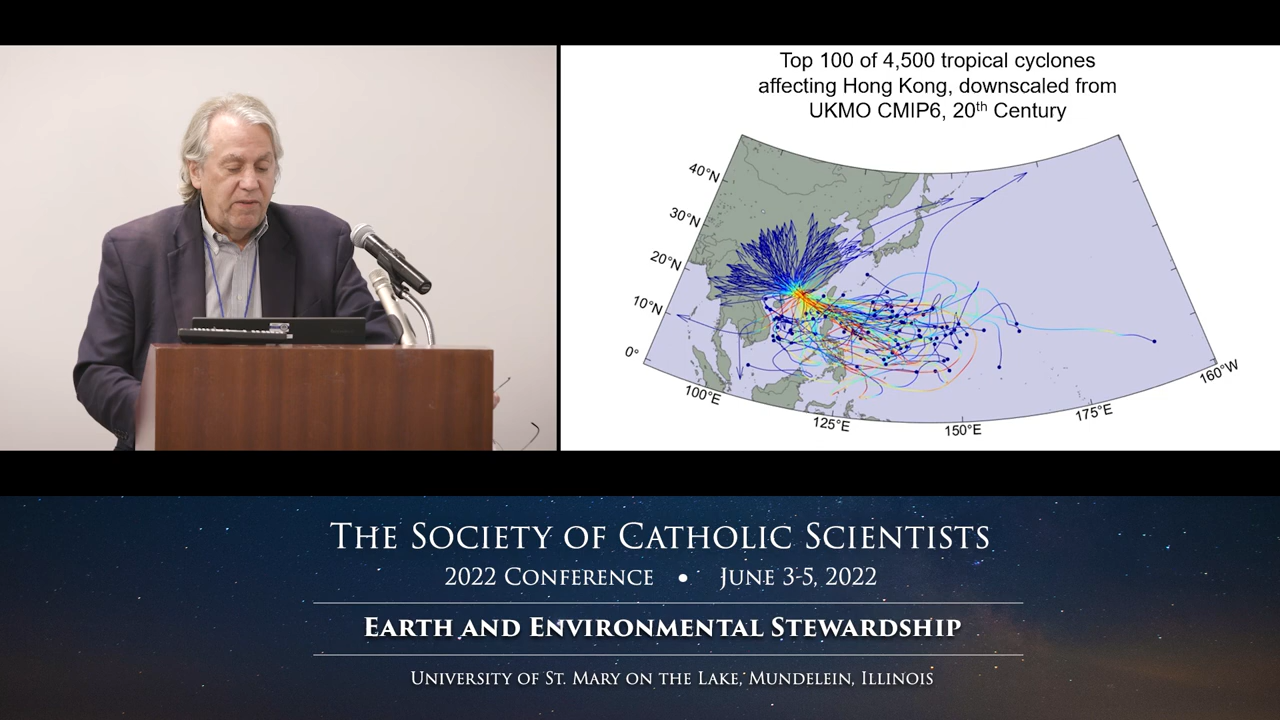 Top 100 of 4,500 tropical cyclones
affecting Hong Kong, downscaled from
UKMO CMIP6, 20th Century
40°N
30°N
20°N
10°N
0°
100°E
125°E
150°E
175°E
160°W
The Society of Catholic Scientists
2022 Conference • June 3-5, 2022
Earth and Environmental Stewardship
University of St. Mary on the Lake, Mundelein, Illinois